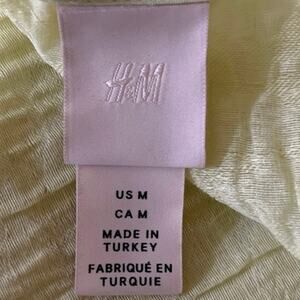 H&M
US M
CA M
MADE IN
TURKEY
FABRIQUÉ EN
TURQUIE